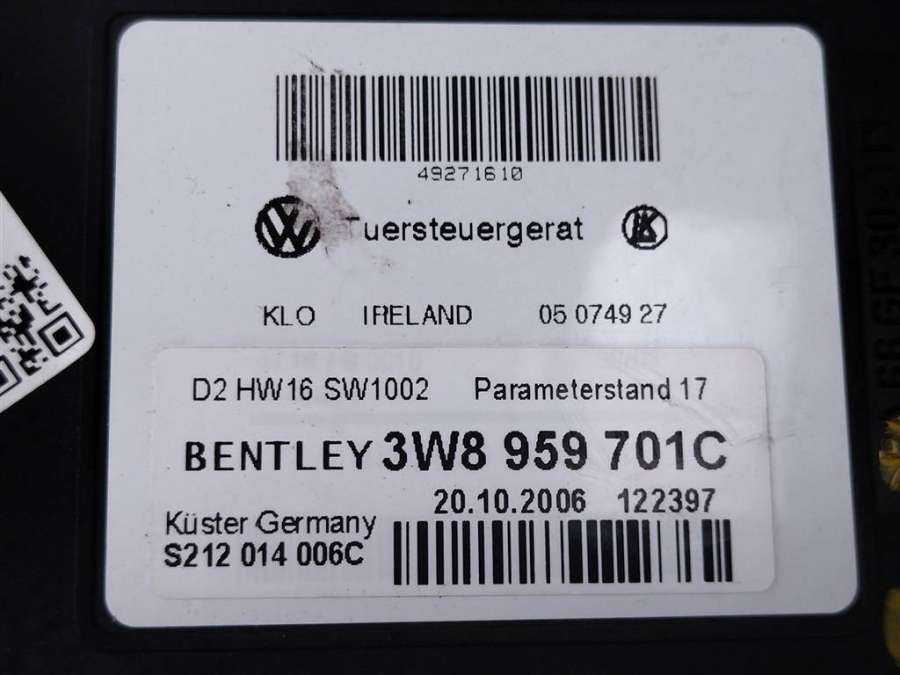 49271610
Tuersteuergerat
KLO IRELAND 05 0749 27
D2 HW16 SW1002 Parameterstand 17
BENTLEY 3W8 959 701C
20.10.2006 122397
Küster Germany
S212 014 006C